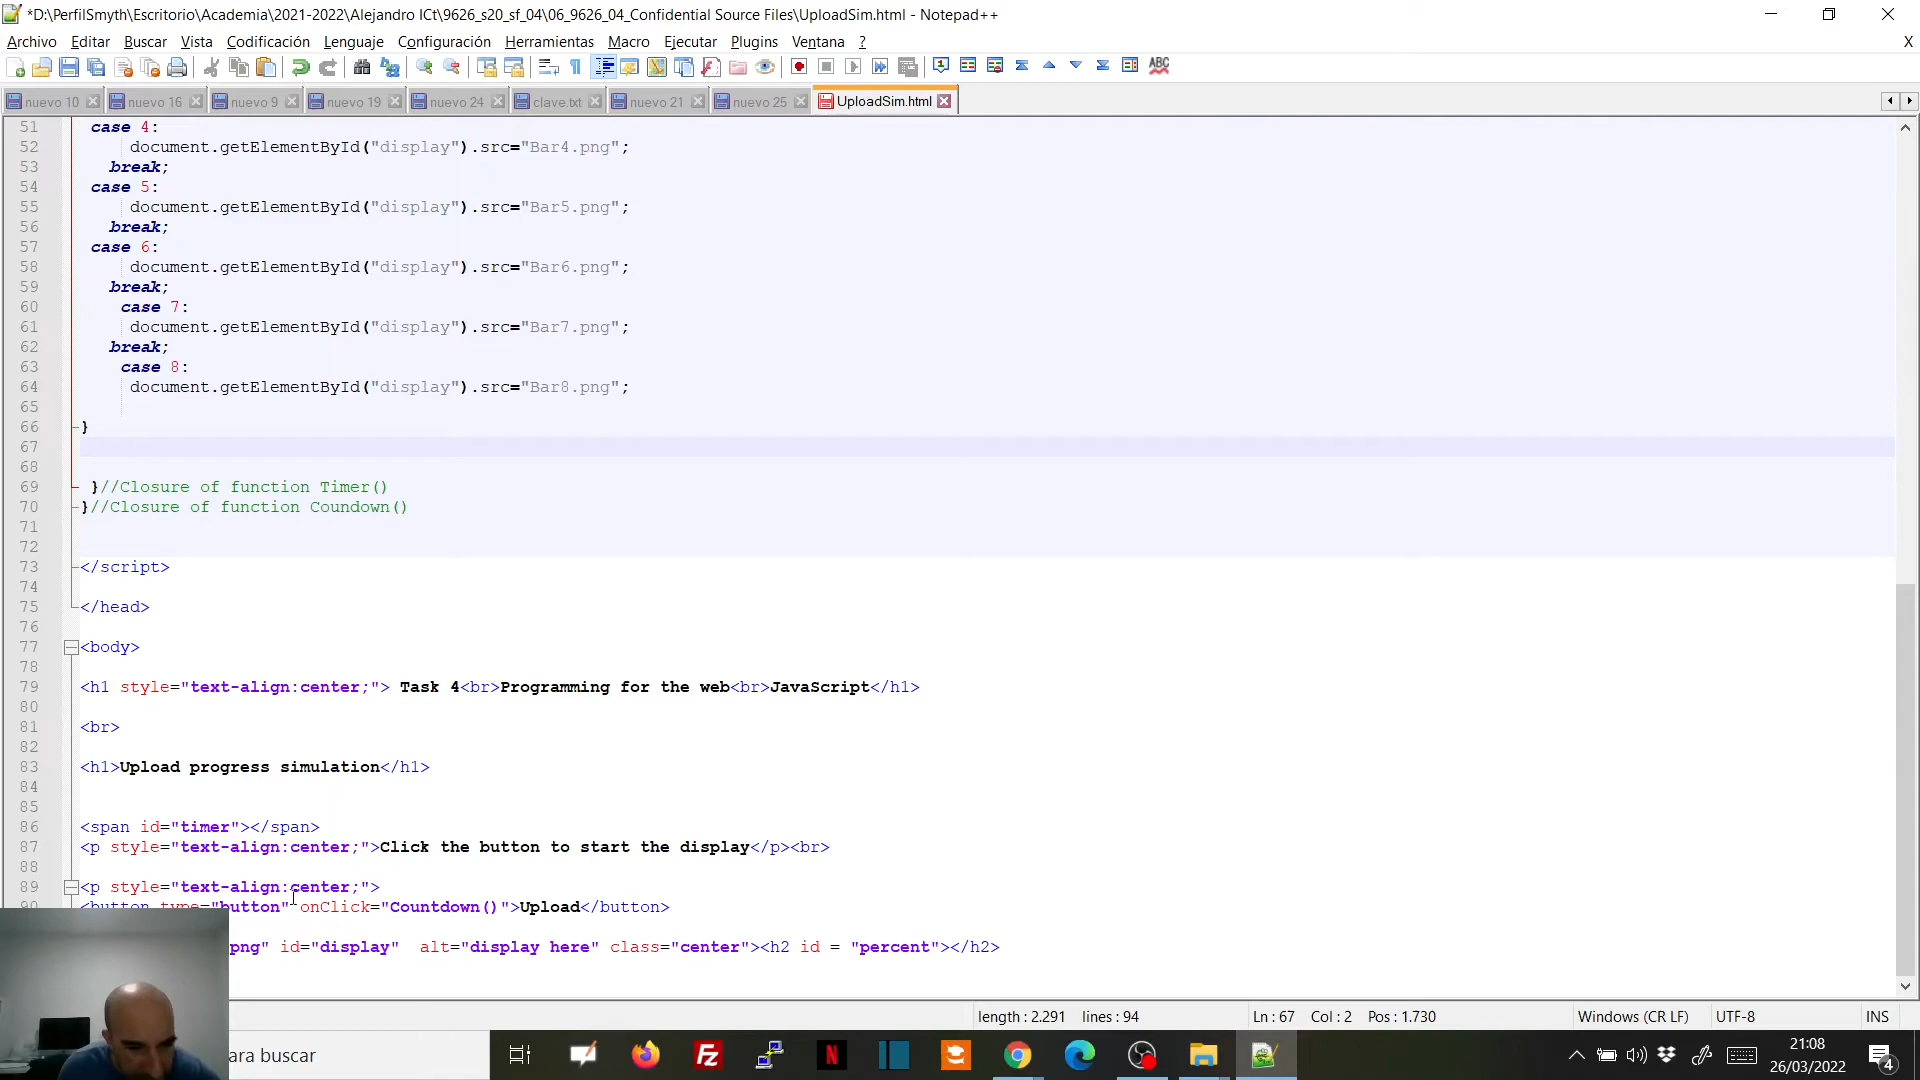 *D:\PerfilSmyth\Escritorio\Academia\2021-2022\Alejandro ICt\9626_s20_sf_04\06_9626_04_Confidential Source Files\UploadSim.html - Notepad++
Archivo Editar Buscar Vista Codificación Lenguaje Configuración Herramientas Macro Ejecutar Plugins Ventana ? X
nuevo 10 nuevo 16 nuevo 9 nuevo 19 nuevo 24 clave.txt nuevo 21 nuevo 25 UploadSim.html
51 case 4:
52 document.getElementById("display").src="Bar4.png";
53 break;
54 case 5:
55 document.getElementById("display").src="Bar5.png";
56 break;
57 case 6:
58 document.getElementById("display").src="Bar6.png";
59 break;
60 case 7:
61 document.getElementById("display").src="Bar7.png";
62 break;
63 case 8:
64 document.getElementById("display").src="Bar8.png";
65
66 }
67
68
69 }//Closure of function Timer()
70 }//Closure of function Coundown()
71
72
73 </script>
74
75 </head>
76
77 <body>
78
79 <h1 style="text-align:center;"> Task 4<br>Programming for the web<br>JavaScript</h1>
80
81 <br>
82
83 <h1>Upload progress simulation</h1>
84
85
86 <span id="timer"></span>
87 <p style="text-align:center;">Click the button to start the display</p><br>
88
89 <p style="text-align:center;">
90 <button type="button" onClick="Countdown()">Upload</button>
png" id="display" alt="display here" class="center"><h2 id = "percent"></h2>
length : 2.291 lines : 94 Ln : 67 Col : 2 Pos : 1.730 Windows (CR LF) UTF-8 INS
ara buscar
21:08
26/03/2022
4